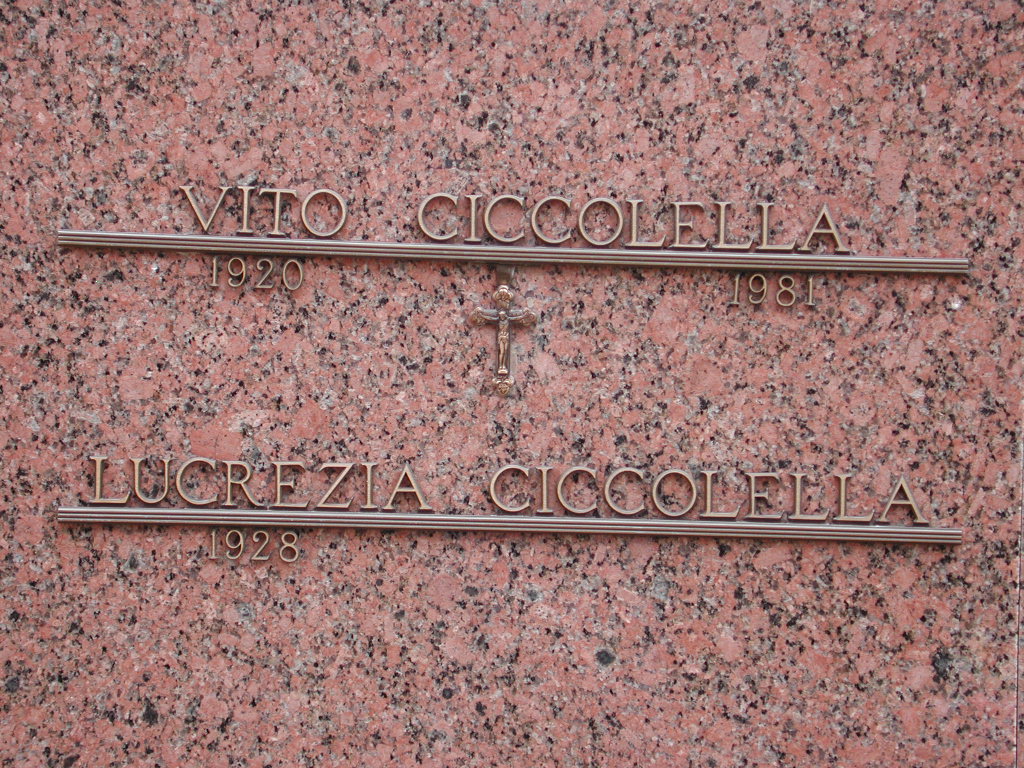 VITO CICCOLELLA
1920 1981
LUCREZIA CICCOLELLA
1928